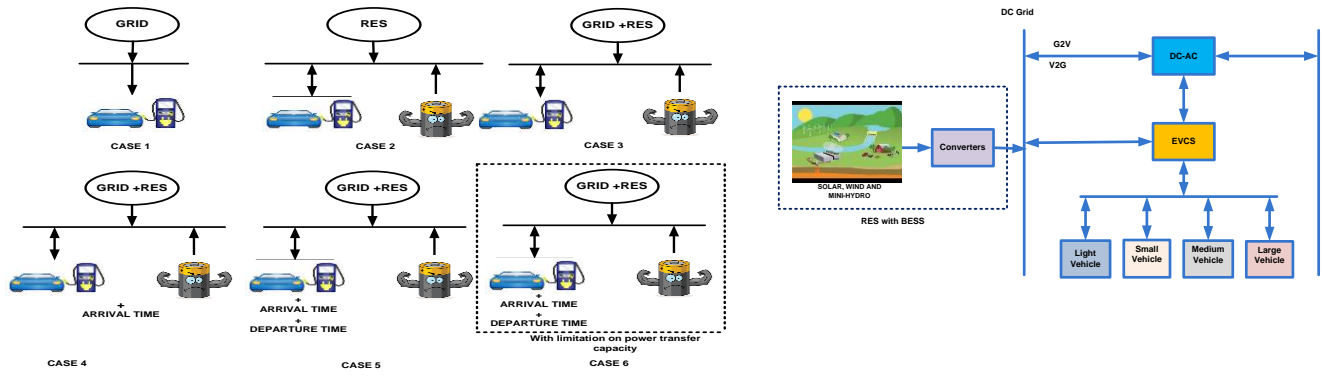 GRID
CASE 1
RES
CASE 2
GRID +RES
CASE 3
GRID +RES
+
ARRIVAL TIME
CASE 4
GRID +RES
+
ARRIVAL TIME
+
DEPARTURE TIME
CASE 5
GRID +RES
+
ARRIVAL TIME
+
DEPARTURE TIME
With limitation on power transfer
capacity
CASE 6
DC Grid
G2V
V2G
DC-AC
SOLAR, WIND AND
MINI-HYDRO
Converters
RES with BESS
EVCS
Light
Vehicle
Small
Vehicle
Medium
Vehicle
Large
Vehicle